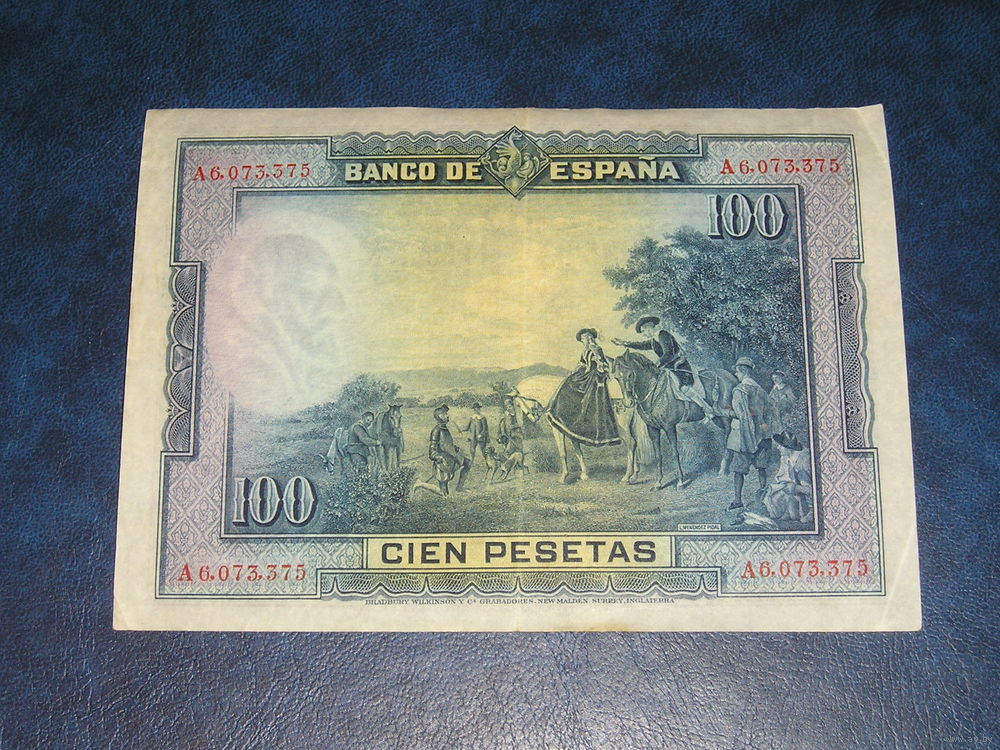 A6,073,375 BANCO DE ESPAÑA A6,073,375
100
100
L.MENENDEZ PIDAL
CIEN PESETAS
A6,073,375 A6,073,375
BRADBURY, WILKINSON Y Cª GRABADORES, NEW MALDEN, SURREY, INGLATERRA